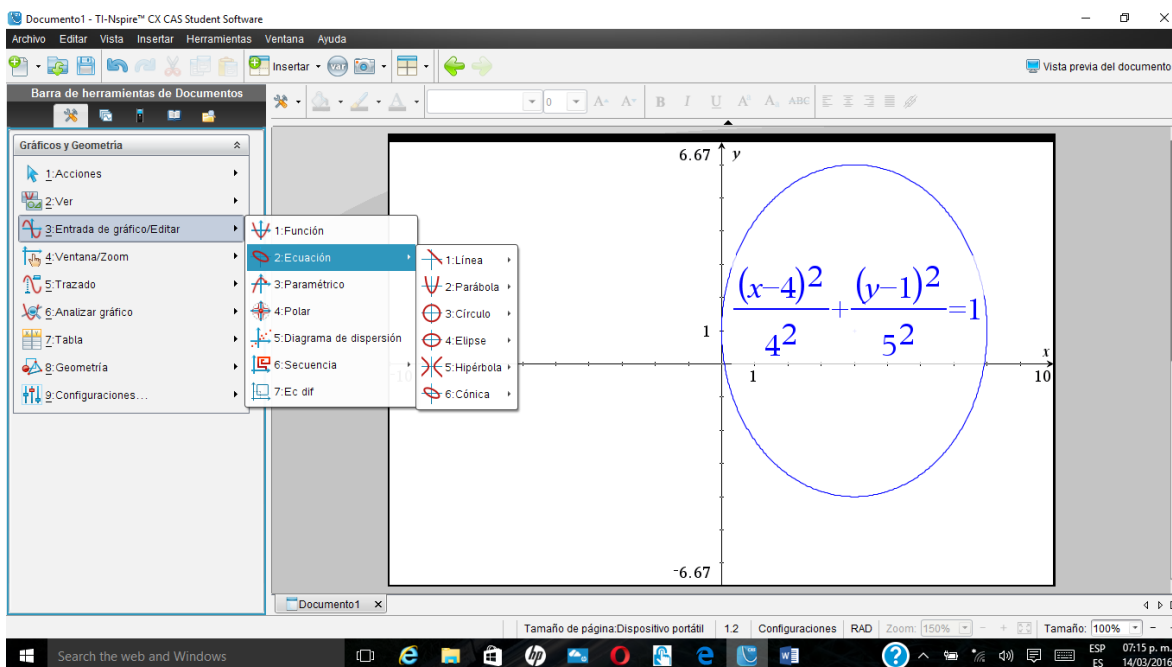 Documento1 - TI-Nspire™ CX CAS Student Software
Archivo Editar Vista Insertar Herramientas Ventana Ayuda
Insertar var Vista previa del documento
Barra de herramientas de Documentos
0 A A B I U A A ABC
Gráficos y Geometría
1:Acciones
2:Ver
3:Entrada de gráfico/Editar
4:Ventana/Zoom
5:Trazado
6:Analizar gráfico
7:Tabla
8:Geometría
9:Configuraciones...
1:Función
2:Ecuación
3:Paramétrico
4:Polar
5:Diagrama de dispersión
6:Secuencia
7:Ec dif
1:Línea
2:Parábola
3:Círculo
4:Elipse
5:Hipérbola
6:Cónica
6.67 y
(x-4)²/4² + (y-1)²/5² =1
1
x
1 10
-6.67
Documento1
Tamaño de página:Dispositivo portátil 1.2 Configuraciones RAD Zoom: 150% Tamaño: 100%
Search the web and Windows
hp
ESP 07:15 p. m.
ES